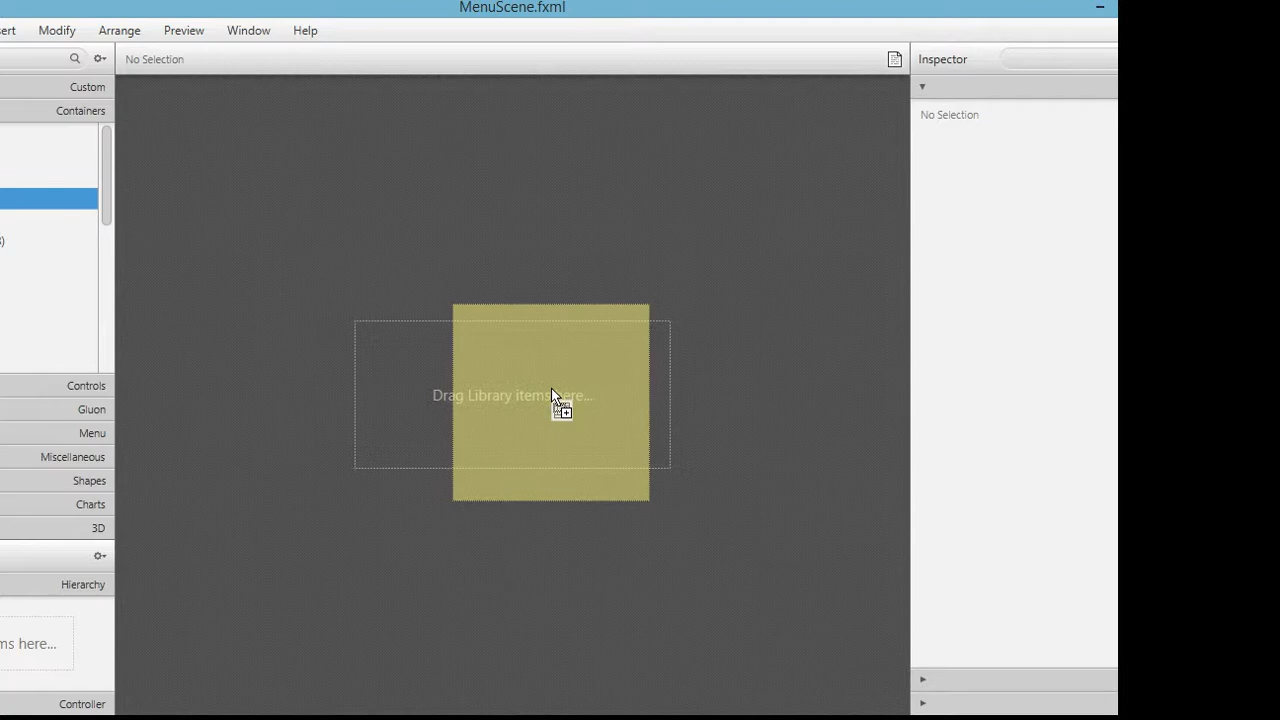 MenuScene.fxml
ert Modify Arrange Preview Window Help
No Selection
Inspector
Custom
Containers
No Selection
)
Drag Library items here...
Controls
Gluon
Menu
Miscellaneous
Shapes
Charts
3D
Hierarchy
ms here...
Controller